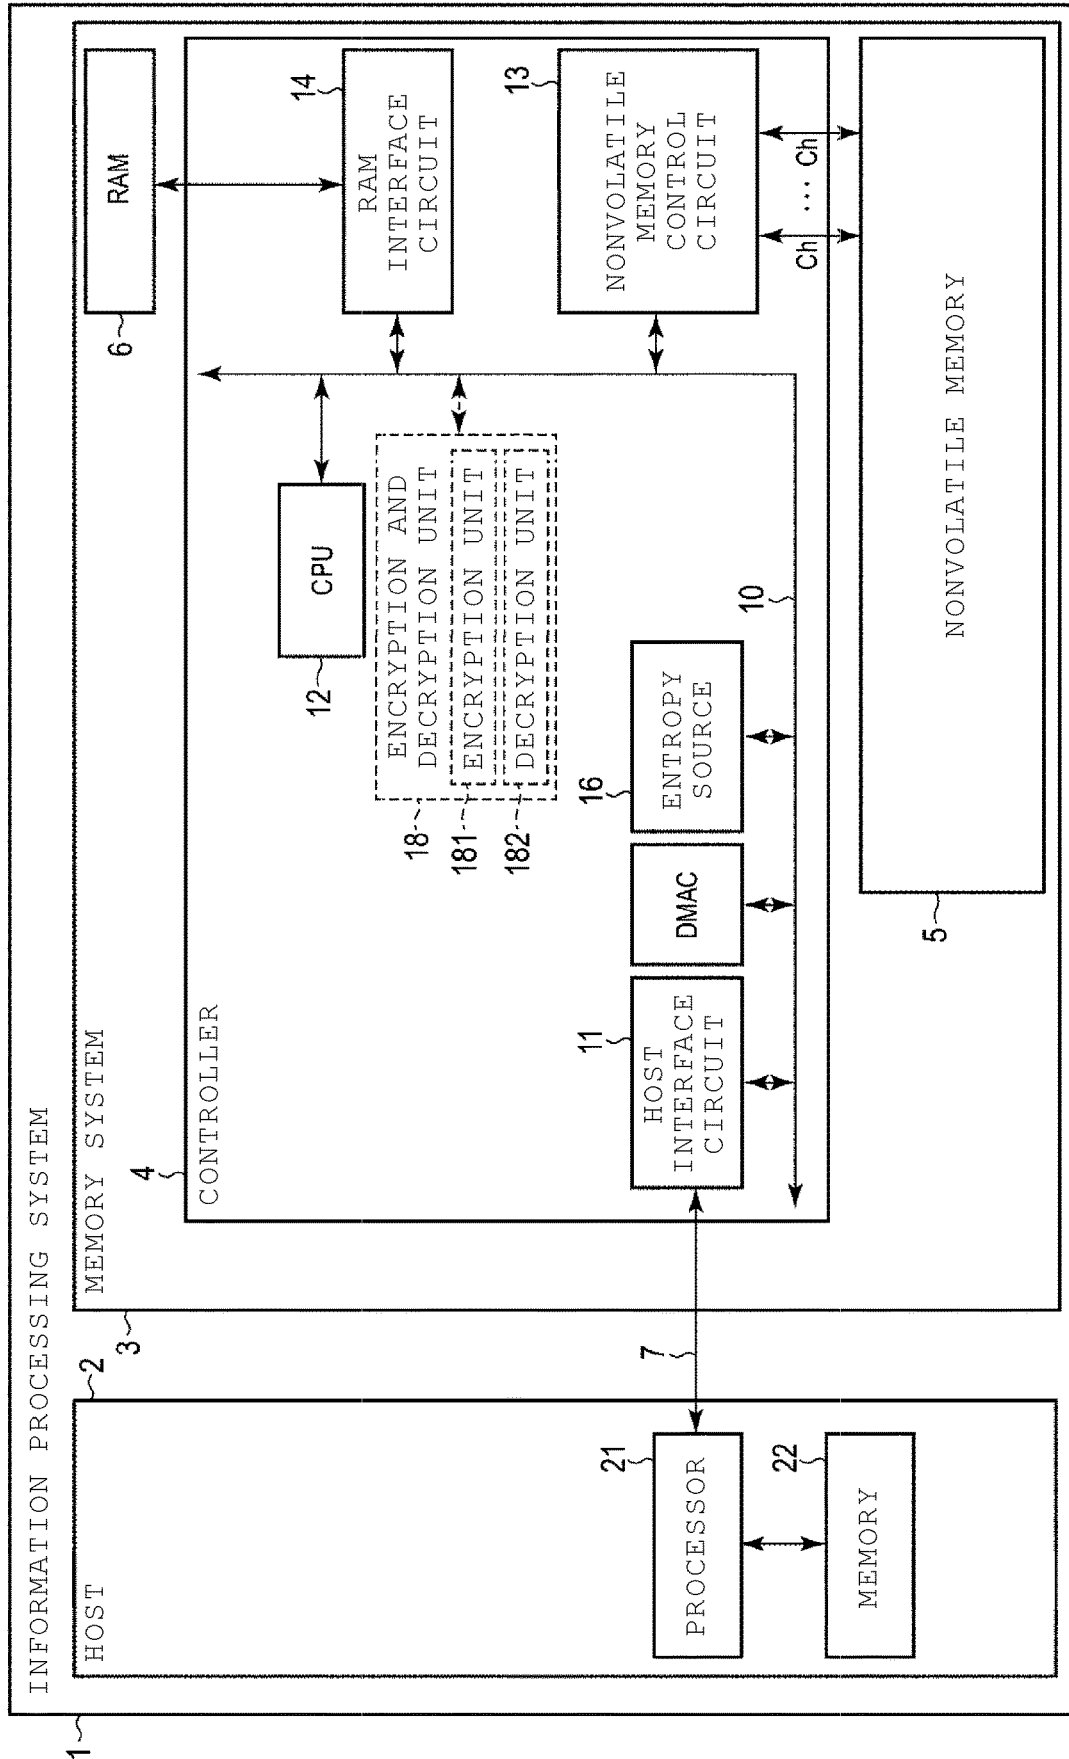 1
INFORMATION PROCESSING SYSTEM
2
HOST
21
PROCESSOR
22
MEMORY
7
3
MEMORY SYSTEM
4
CONTROLLER
11
HOST
INTERFACE
CIRCUIT
DMAC
16
ENTROPY
SOURCE
10
12
CPU
18
ENCRYPTION AND
DECRYPTION UNIT
181
ENCRYPTION UNIT
182
DECRYPTION UNIT
6
RAM
14
RAM
INTERFACE
CIRCUIT
13
NONVOLATILE
MEMORY
CONTROL
CIRCUIT
Ch ... Ch
5
NONVOLATILE MEMORY